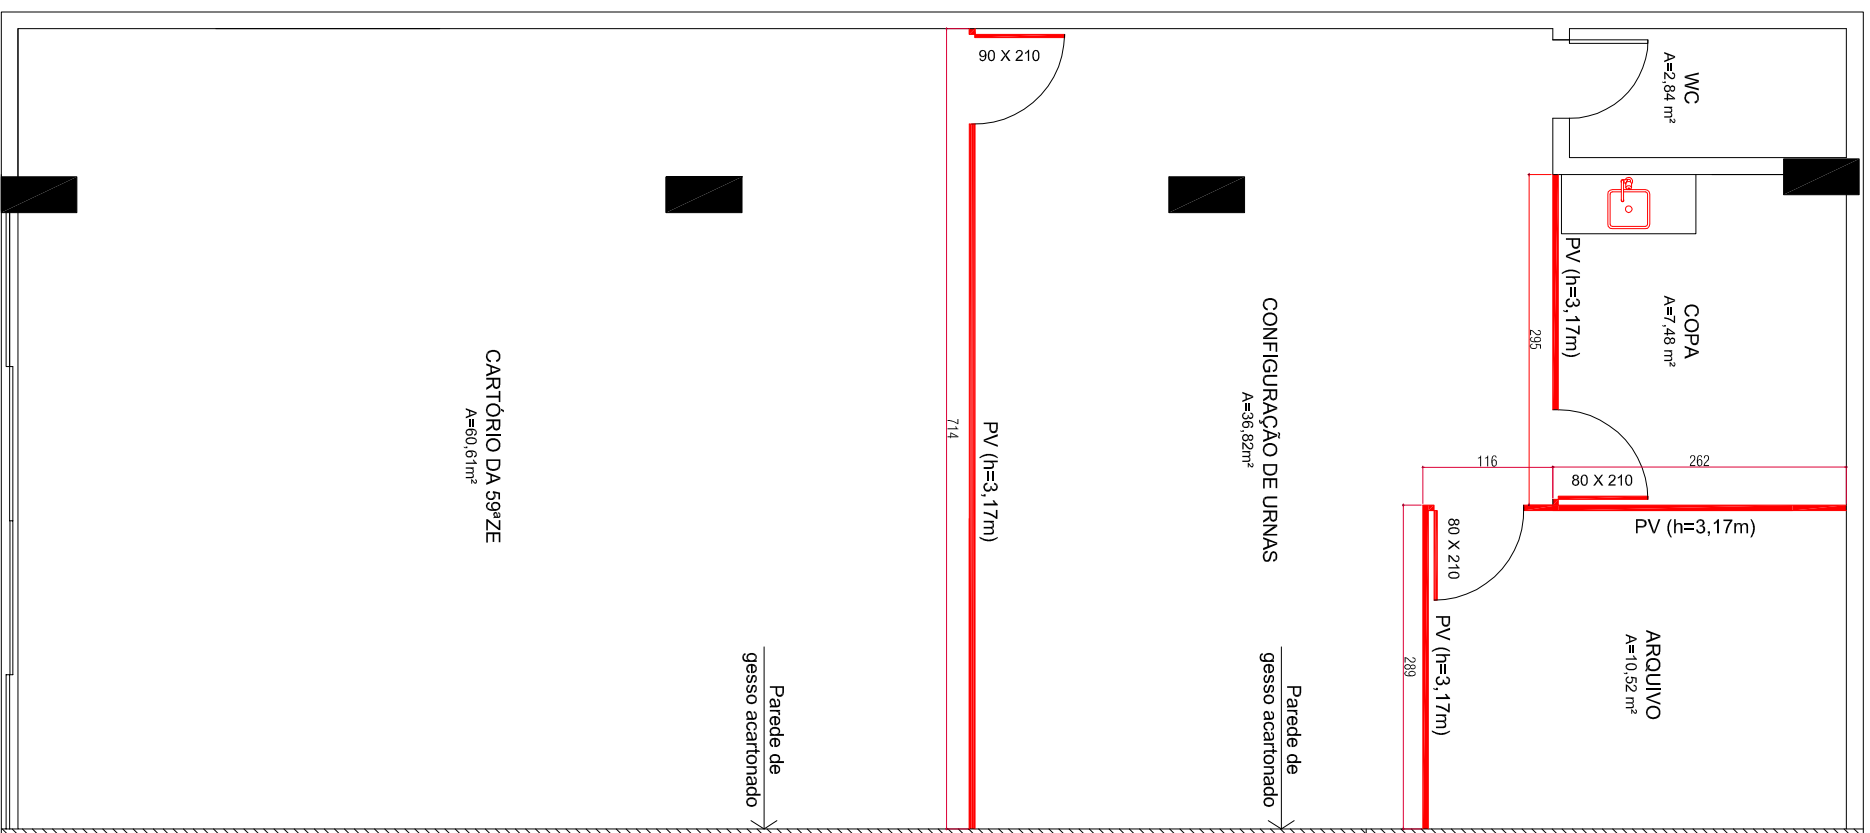 90 X 210
WC
A=2,84 m²
PV (h=3,17m)
COPA
A=7,48 m²
295
CONFIGURAÇÃO DE URNAS
A=36,82m²
CARTÓRIO DA 59ªZE
A=60,61m²
714
PV (h=3,17m)
116
262
80 X 210
PV (h=3,17m)
80 X 210
289
PV (h=3,17m)
ARQUIVO
A=10,52 m²
Parede de
gesso acartonado
Parede de
gesso acartonado